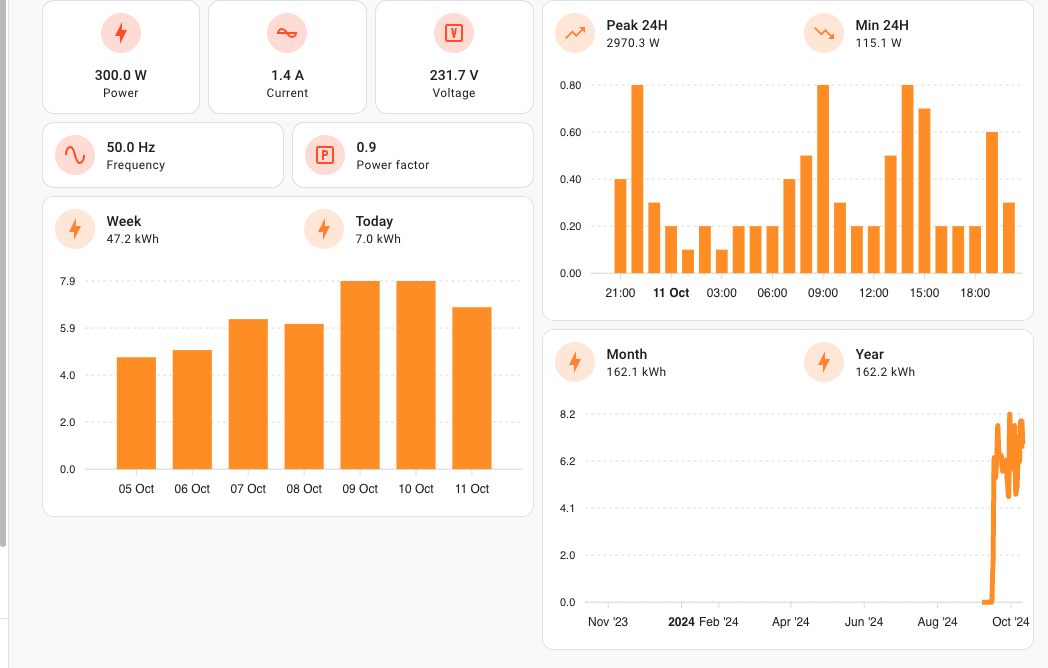 300.0 W
Power
1.4 A
Current
V
231.7 V
Voltage
50.0 Hz
Frequency
P
0.9
Power factor
Week
47.2 kWh
Today
7.0 kWh
7.9
5.9
4.0
2.0
0.0
05 Oct 06 Oct 07 Oct 08 Oct 09 Oct 10 Oct 11 Oct
Peak 24H
2970.3 W
Min 24H
115.1 W
0.80
0.60
0.40
0.20
0.00
21:00 11 Oct 03:00 06:00 09:00 12:00 15:00 18:00
Month
162.1 kWh
Year
162.2 kWh
8.2
6.2
4.1
2.0
0.0
Nov '23 2024 Feb '24 Apr '24 Jun '24 Aug '24 Oct '24